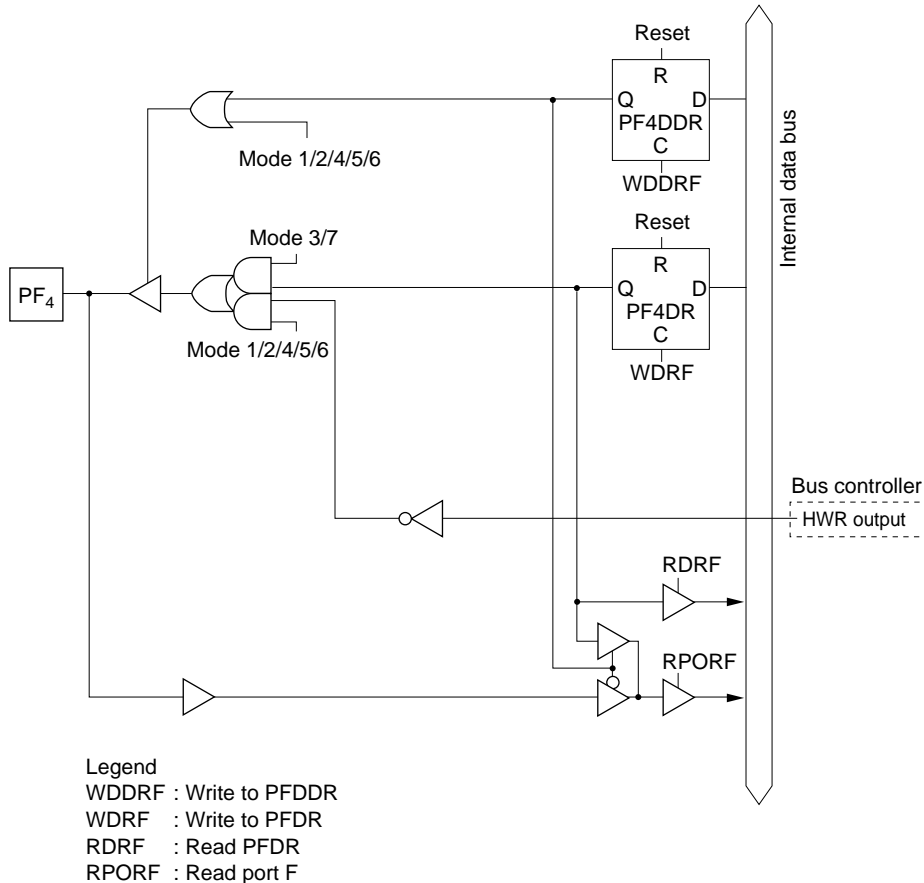 Reset
R
Q D
PF4DDR
C
WDDRF
Mode 1/2/4/5/6
Internal data bus
Reset
R
Q D
PF4DR
C
WDRF
Mode 3/7
PF4
Mode 1/2/4/5/6
Bus controller
HWR output
RDRF
RPORF
Legend
WDDRF : Write to PFDDR
WDRF : Write to PFDR
RDRF : Read PFDR
RPORF : Read port F